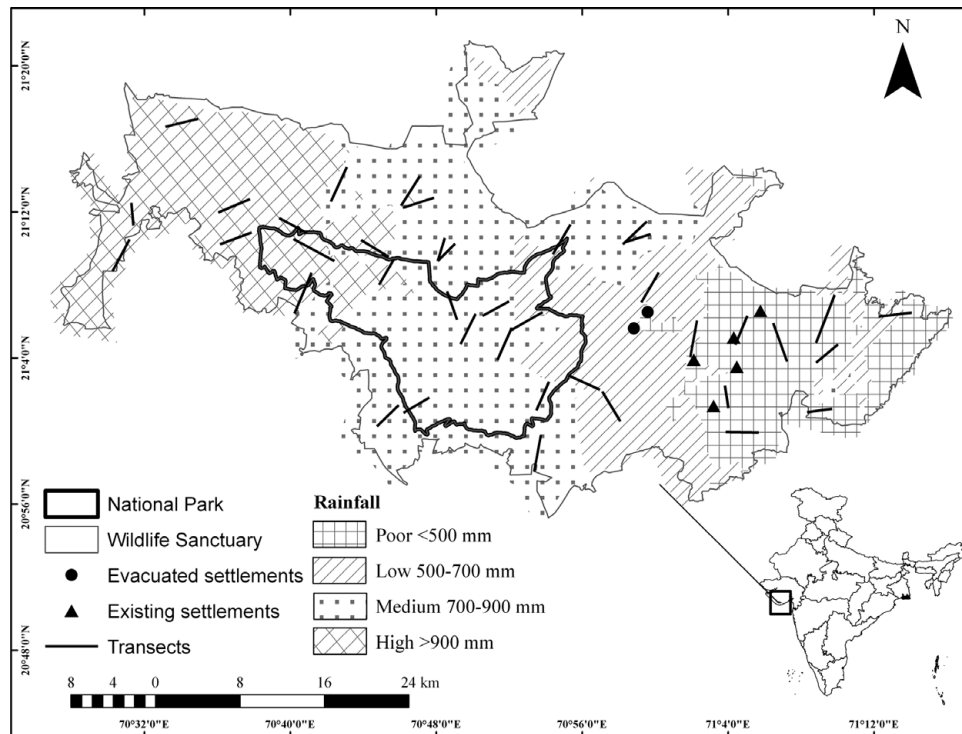 N
21°20'0"N
21°12'0"N
21°4'0"N
20°56'0"N
20°48'0"N
National Park
Wildlife Sanctuary
Evacuated settlements
Existing settlements
Transects
Rainfall
Poor <500 mm
Low 500-700 mm
Medium 700-900 mm
High >900 mm
8 4 0 8 16 24 km
70°32'0"E 70°40'0"E 70°48'0"E 70°56'0"E 71°4'0"E 71°12'0"E